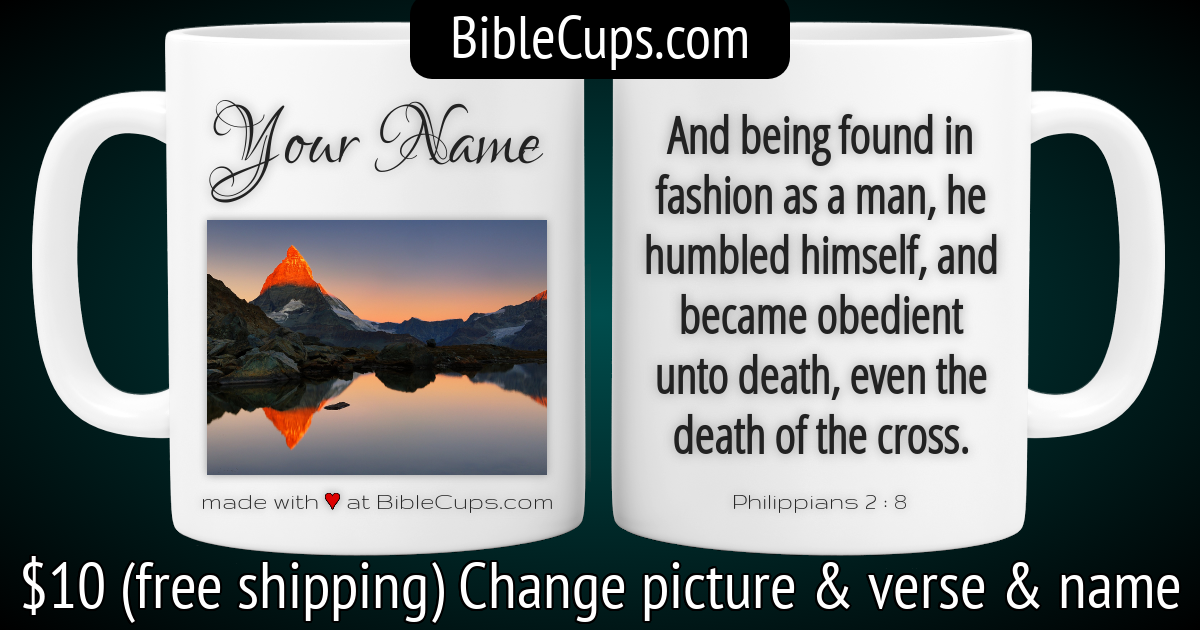 BibleCups.com
Your Name
made with ♥ at BibleCups.com
And being found in
fashion as a man, he
humbled himself, and
became obedient
unto death, even the
death of the cross.
Philippians 2 : 8
$10 (free shipping) Change picture & verse & name